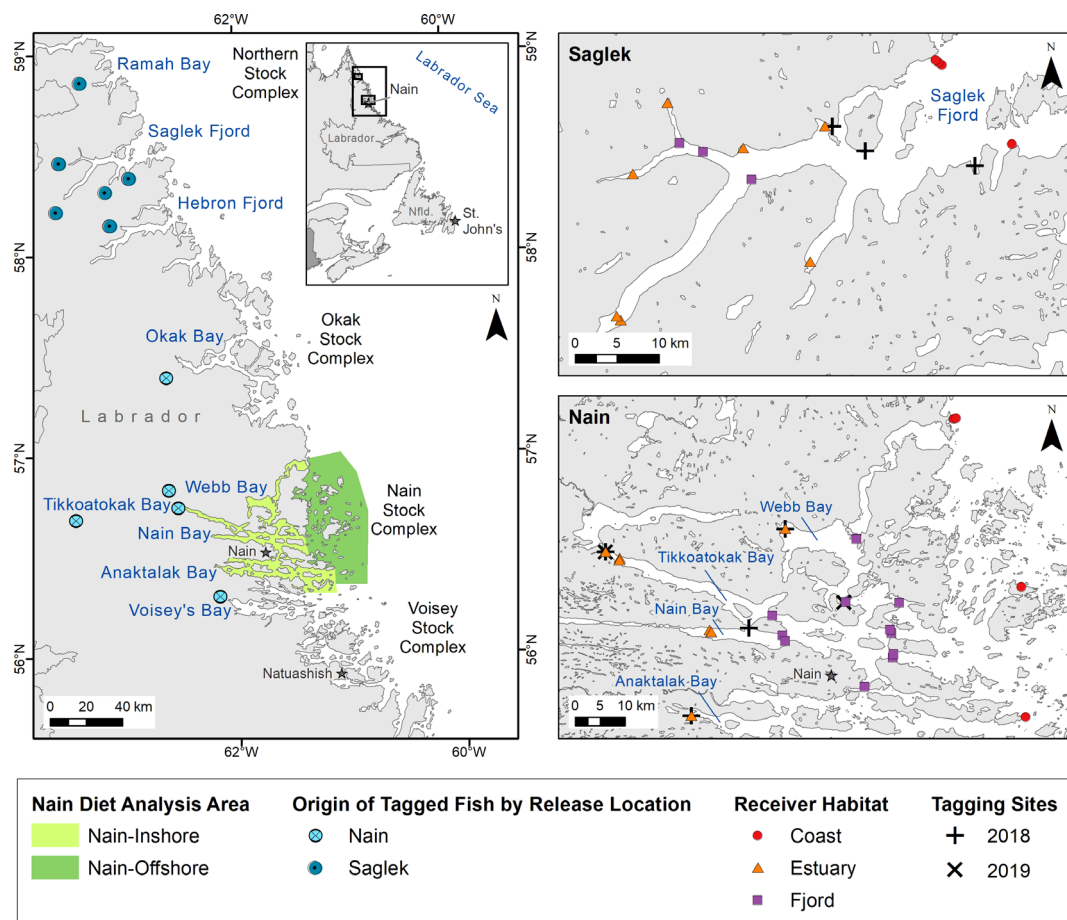 62°W
60°W
59°N
58°N
57°N
56°N
Ramah Bay
Northern
Stock
Complex
Saglek Fjord
Hebron Fjord
Okak Bay
Okak
Stock
Complex
Labrador
Webb Bay
Tikkoatokak Bay
Nain Bay
Nain
Anaktalak Bay
Voisey's Bay
Nain
Stock
Complex
Voisey
Stock
Complex
Natuashish
N
0 20 40 km
62°W
60°W
Labrador Sea
Nain
Labrador
Nfld.
St.
John's
Saglek
N
Saglek
Fjord
0 5 10 km
59°N
58°N
Nain
N
Webb Bay
Tikkoatokak Bay
Nain Bay
Nain
Anaktalak Bay
0 5 10 km
57°N
56°N
Nain Diet Analysis Area
Nain-Inshore
Nain-Offshore
Origin of Tagged Fish by Release Location
Nain
Saglek
Receiver Habitat
Coast
Estuary
Fjord
Tagging Sites
2018
2019